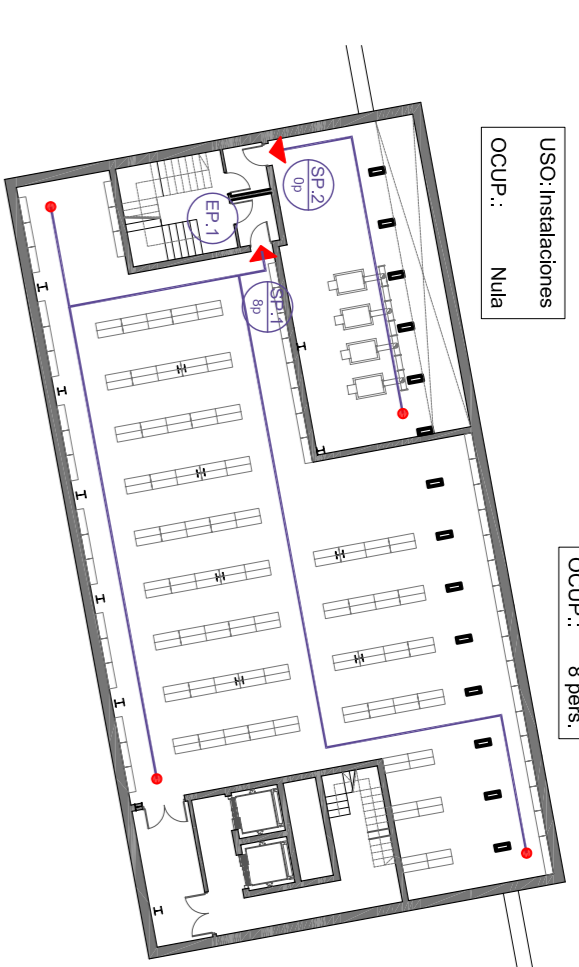 USO: Instalaciones
OCUP.: Nula
OCUP.: 8 pers.
SP.2
0p
EP.1
SP.1
8p